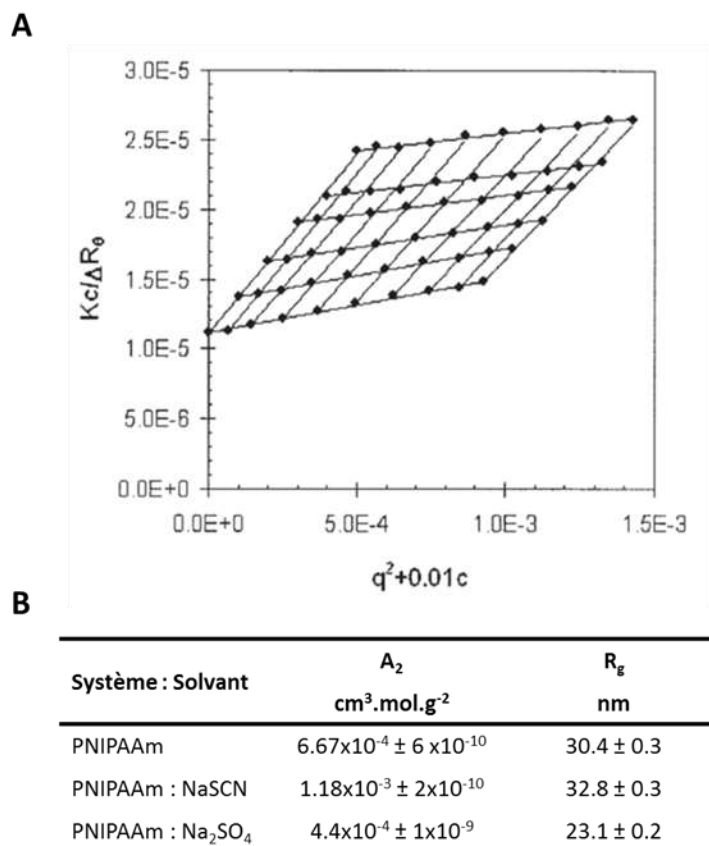 A
3.0E-5
2.5E-5
2.0E-5
1.5E-5
1.0E-5
5.0E-6
0.0E+0
Kc/ΔRθ
0.0E+0 5.0E-4 1.0E-3 1.5E-3
q²+0.01c
B
Système : Solvant A₂ Rg
cm³.mol.g⁻² nm
PNIPAAm 6.67x10⁻⁴ ± 6 x10⁻¹⁰ 30.4 ± 0.3
PNIPAAm : NaSCN 1.18x10⁻³ ± 2x10⁻¹⁰ 32.8 ± 0.3
PNIPAAm : Na₂SO₄ 4.4x10⁻⁴ ± 1x10⁻⁹ 23.1 ± 0.2